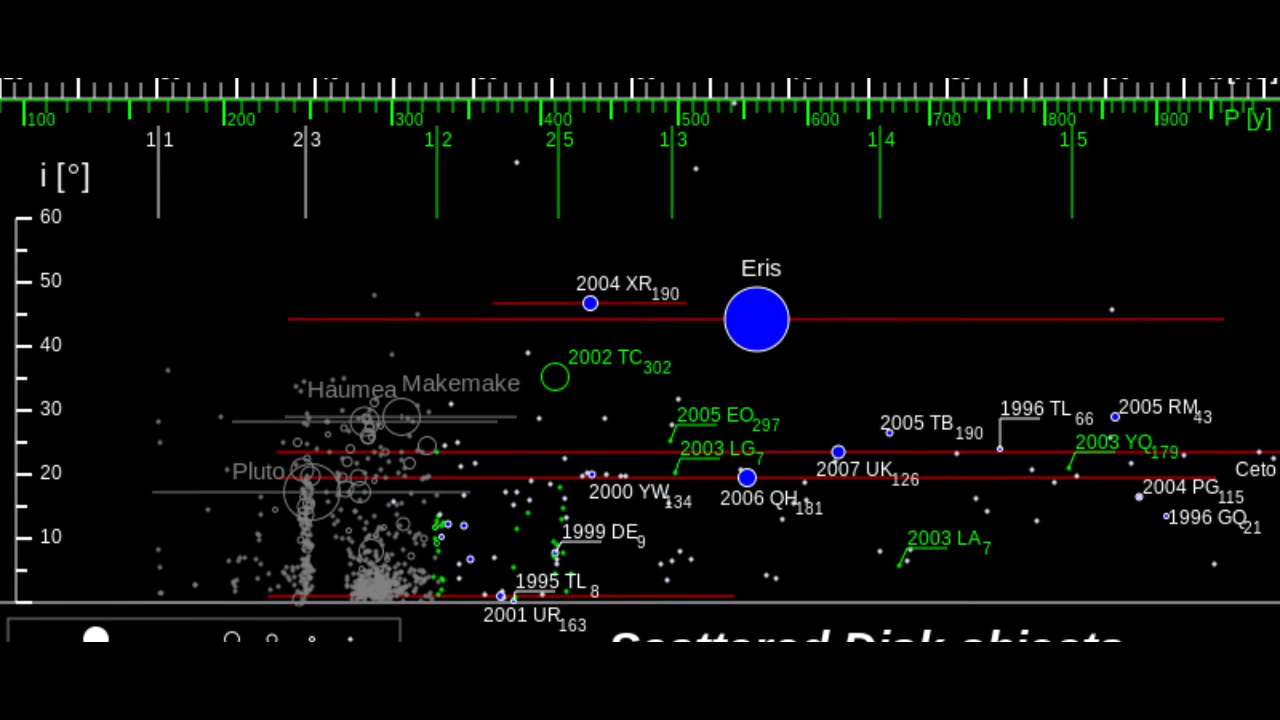 100 200 300 400 500 600 700 800 900 P [y]
1 1 2 3 1 2 2 5 1 3 1 4 1 5
i [°]
60
Eris
50
2004 XR190
40
2002 TC302
Haumea Makemake
30
2005 EO297
2005 TB190
1996 TL66
2005 RM43
2003 LG7
2003 YQ179
20
Pluto
2007 UK126
Ceto
2000 YW134
2006 QH181
2004 PG115
1996 GQ21
10
1999 DE9
2003 LA7
1995 TL8
2001 UR163
Scattered Disk objects